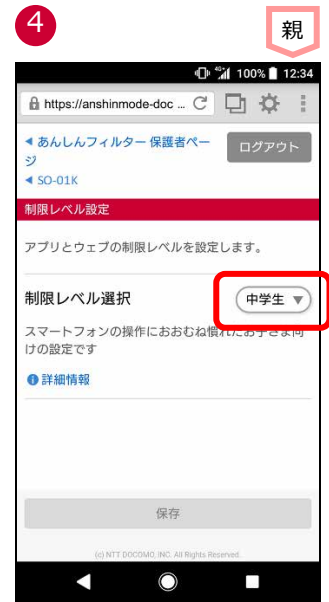 4
親
4G 100% 12:34
https://anshinmode-doc ...
◀ あんしんフィルター 保護者ペー
ジ
ログアウト
◀ SO-01K
制限レベル設定
アプリとウェブの制限レベルを設定します。
制限レベル選択
中学生 ▼
スマートフォンの操作におおむね慣れたお子さま向
けの設定です
詳細情報
保存
(c) NTT DOCOMO, INC. All Rights Reserved.